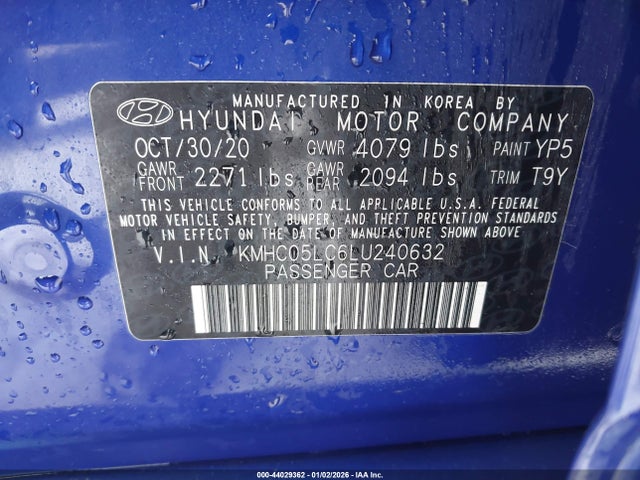 MANUFACTURED IN KOREA BY
HYUNDAI MOTOR COMPANY
OCT/30/20 GVWR 4079 lbs PAINT YP5
GAWR FRONT 2271 lbs GAWR REAR 2094 lbs TRIM T9Y
THIS VEHICLE CONFORMS TO ALL APPLICABLE U.S.A. FEDERAL
MOTOR VEHICLE SAFETY, BUMPER, AND THEFT PREVENTION STANDARDS
IN EFFECT ON THE DATE OF MANUFACTURE SHOWN ABOVE
V.I.N. KMHC05LC6LU240632
PASSENGER CAR
000-44029362 - 01/02/2026 - IAA Inc.